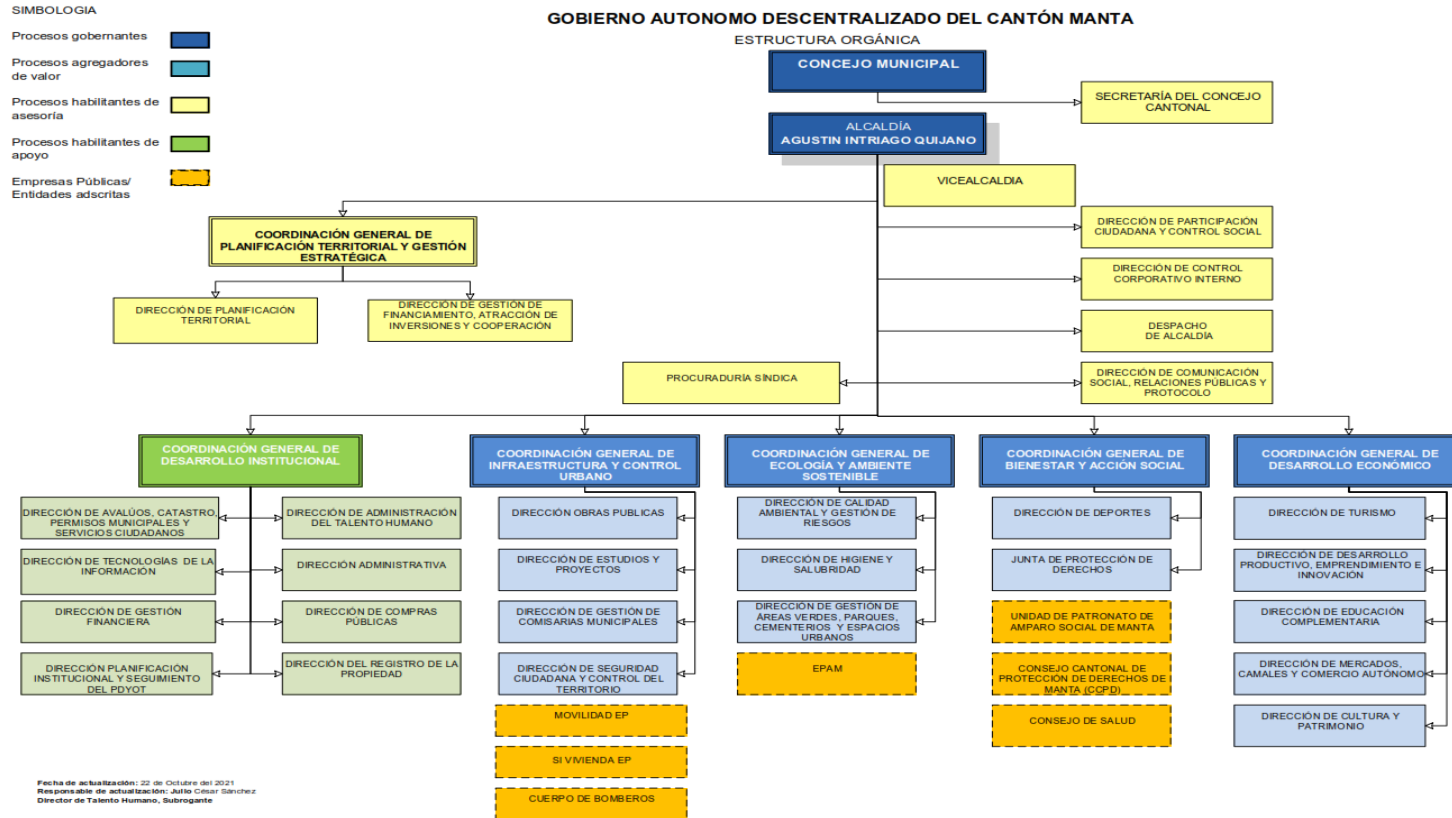 SIMBOLOGIA
Procesos gobernantes
Procesos agregadores
de valor
Procesos habilitantes de
asesoría
Procesos habilitantes de
apoyo
Empresas Públicas/
Entidades adscritas
GOBIERNO AUTONOMO DESCENTRALIZADO DEL CANTÓN MANTA
ESTRUCTURA ORGÁNICA
CONCEJO MUNICIPAL
SECRETARÍA DEL CONCEJO
CANTONAL
ALCALDÍA
AGUSTIN INTRIAGO QUIJANO
VICEALCALDIA
COORDINACIÓN GENERAL DE
PLANIFICACIÓN TERRITORIAL Y GESTIÓN
ESTRATÉGICA
DIRECCIÓN DE PARTICIPACIÓN
CIUDADANA Y CONTROL SOCIAL
DIRECCIÓN DE CONTROL
CORPORATIVO INTERNO
DIRECCIÓN DE PLANIFICACIÓN
TERRITORIAL
DIRECCIÓN DE GESTIÓN DE
FINANCIAMIENTO, ATRACCIÓN DE
INVERSIONES Y COOPERACIÓN
DESPACHO
DE ALCALDÍA
PROCURADURÍA SÍNDICA
DIRECCIÓN DE COMUNICACIÓN
SOCIAL, RELACIONES PÚBLICAS Y
PROTOCOLO
COORDINACIÓN GENERAL DE
DESARROLLO INSTITUCIONAL
COORDINACIÓN GENERAL DE
INFRAESTRUCTURA Y CONTROL
URBANO
COORDINACIÓN GENERAL DE
ECOLOGÍA Y AMBIENTE
SOSTENIBLE
COORDINACIÓN GENERAL DE
BIENESTAR Y ACCIÓN SOCIAL
COORDINACIÓN GENERAL DE
DESARROLLO ECONÓMICO
DIRECCIÓN DE AVALÚOS, CATASTRO,
PERMISOS MUNICIPALES Y
SERVICIOS CIUDADANOS
DIRECCIÓN DE ADMINISTRACIÓN
DEL TALENTO HUMANO
DIRECCIÓN OBRAS PUBLICAS
DIRECCIÓN DE CALIDAD
AMBIENTAL Y GESTIÓN DE
RIESGOS
DIRECCIÓN DE DEPORTES
DIRECCIÓN DE TURISMO
DIRECCIÓN DE TECNOLOGÍAS DE LA
INFORMACIÓN
DIRECCIÓN ADMINISTRATIVA
DIRECCIÓN DE ESTUDIOS Y
PROYECTOS
DIRECCIÓN DE HIGIENE Y
SALUBRIDAD
JUNTA DE PROTECCIÓN DE
DERECHOS
DIRECCIÓN DE DESARROLLO
PRODUCTIVO, EMPRENDIMIENTO E
INNOVACIÓN
DIRECCIÓN DE GESTIÓN
FINANCIERA
DIRECCIÓN DE COMPRAS
PÚBLICAS
DIRECCIÓN DE GESTIÓN DE
COMISARIAS MUNICIPALES
DIRECCIÓN DE GESTIÓN DE
ÁREAS VERDES, PARQUES,
CEMENTERIOS Y ESPACIOS
URBANOS
UNIDAD DE PATRONATO DE
AMPARO SOCIAL DE MANTA
DIRECCIÓN DE EDUCACIÓN
COMPLEMENTARIA
DIRECCIÓN PLANIFICACIÓN
INSTITUCIONAL Y SEGUIMIENTO
DEL PDYOT
DIRECCIÓN DEL REGISTRO DE LA
PROPIEDAD
DIRECCIÓN DE SEGURIDAD
CIUDADANA Y CONTROL DEL
TERRITORIO
EPAM
CONSEJO CANTONAL DE
PROTECCIÓN DE DERECHOS DE
MANTA (CCPD)
DIRECCIÓN DE MERCADOS,
CAMALES Y COMERCIO AUTÓNOMO
MOVILIDAD EP
CONSEJO DE SALUD
DIRECCIÓN DE CULTURA Y
PATRIMONIO
SI VIVIENDA EP
CUERPO DE BOMBEROS
Fecha de actualización: 22 de Octubre del 2021
Responsable de actualización: Julio César Sánchez
Director de Talento Humano, Subrogante